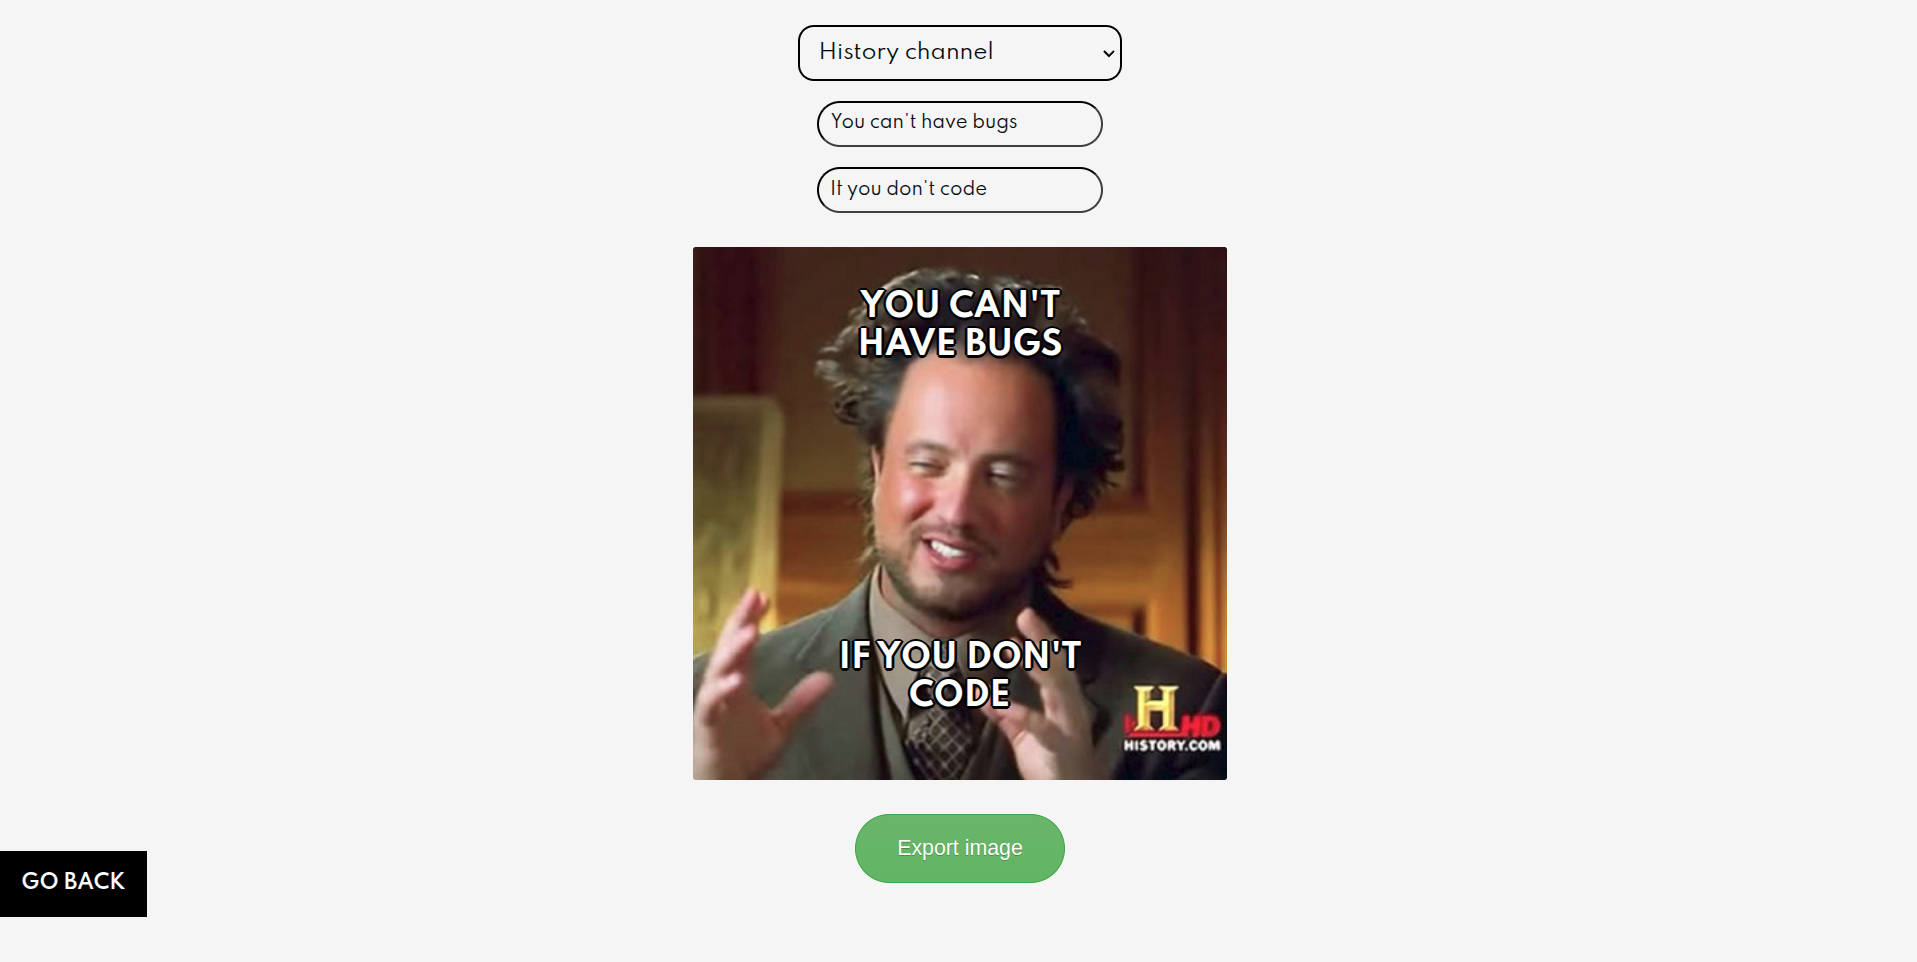 History channel
You can't have bugs
If you don't code
YOU CAN'T
HAVE BUGS
IF YOU DON'T
CODE
H HD
HISTORY.COM
Export image
GO BACK